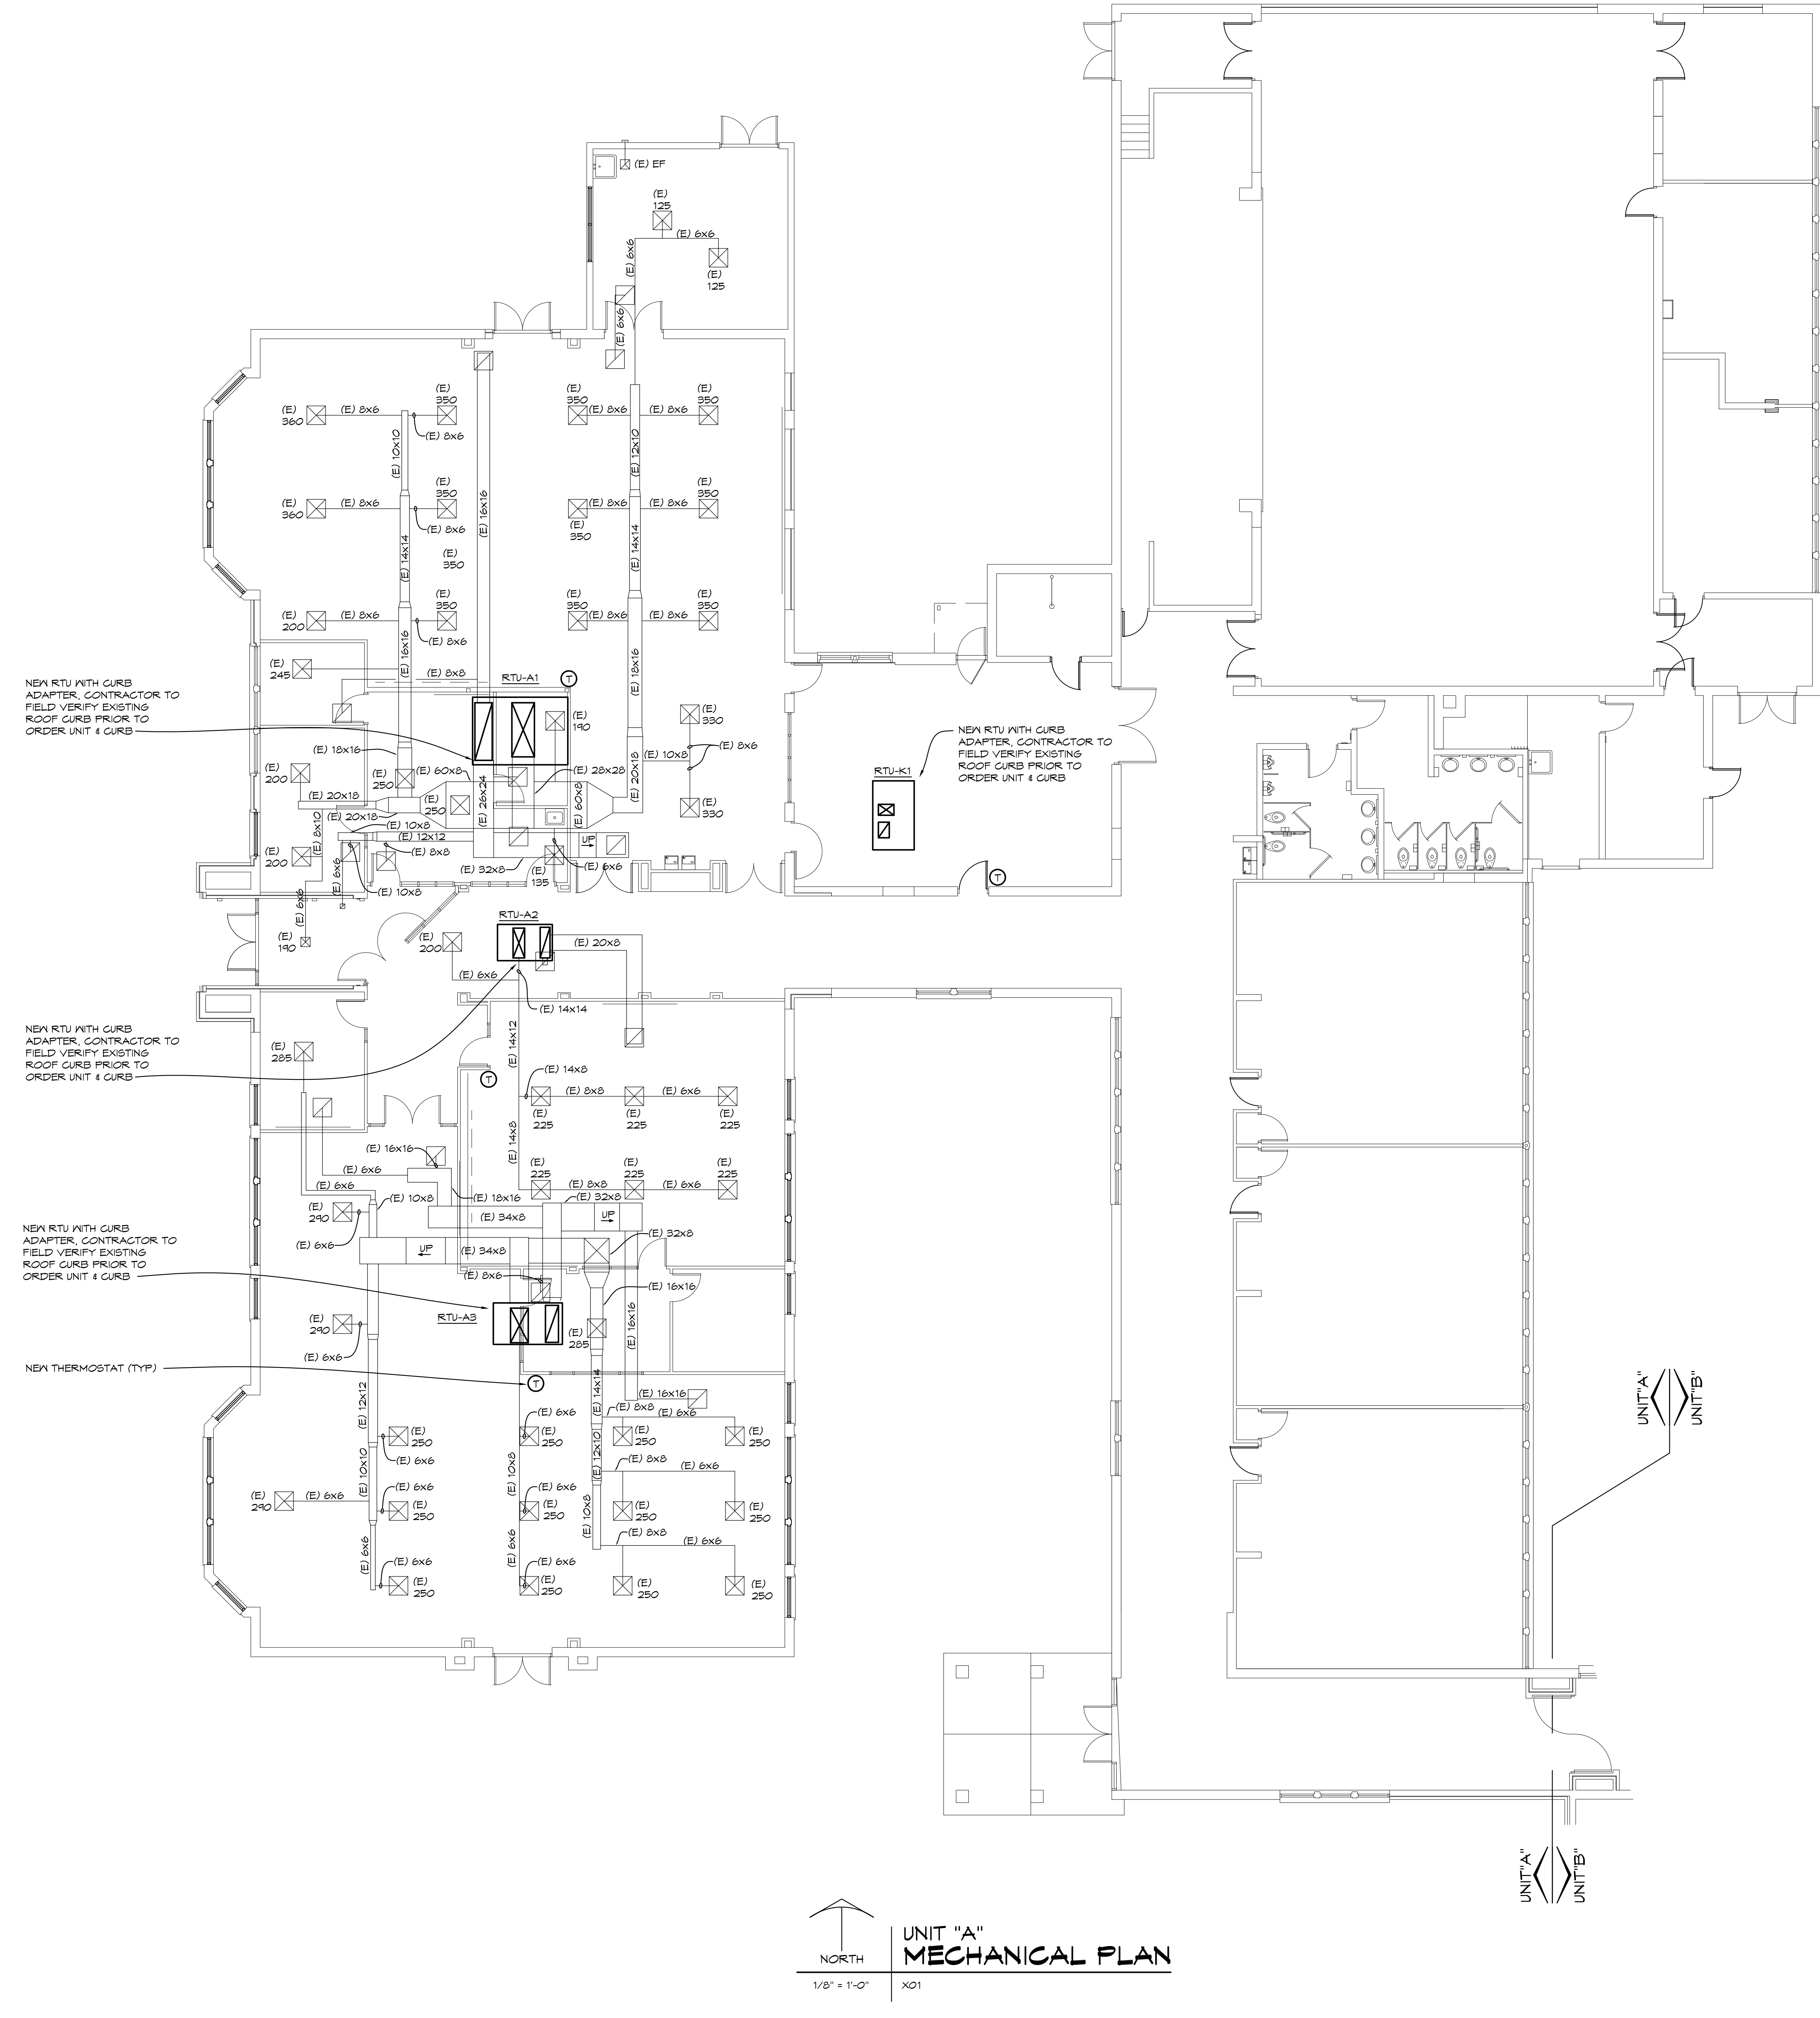 (E) EF
(E)
125
(E) 6x6
(E) 6x6
(E)
125
(E) 6x6
(E)
350
(E)
350
(E)
350
(E)
360
(E) 8x6
(E) 8x6
(E) 8x6
(E) 8x6
(E) 10x10
(E) 12x10
(E) 16x16
(E)
350
(E)
350
(E)
360
(E) 8x6
(E) 8x6
(E) 8x6
(E) 8x6
(E)
350
(E)
350
(E) 14x14
(E) 14x14
(E)
350
(E)
350
(E)
350
(E)
200
(E) 8x6
(E) 8x6
(E) 8x6
(E) 8x6
(E) 16x16
(E) 18x16
(E)
245
(E) 8x8
RTU-A1
T
NEW RTU WITH CURB
ADAPTER, CONTRACTOR TO
FIELD VERIFY EXISTING
ROOF CURB PRIOR TO
ORDER UNIT & CURB
(E)
190
(E)
330
(E) 8x6
(E) 10x8
(E)
330
NEW RTU WITH CURB
ADAPTER, CONTRACTOR TO
FIELD VERIFY EXISTING
ROOF CURB PRIOR TO
ORDER UNIT & CURB
RTU-K1
T
(E) 18x16
(E)
200
(E)
250
(E) 60x8
(E) 28x28
(E) 20x18
(E) 20x18
(E)
250
(E) 26x24
(E) 60x8
(E) 20x18
(E) 10x8
(E) 12x12
(E) 8x10
UP
(E)
200
(E) 8x8
(E) 32x8
(E) 6x6
(E)
135
(E) 6x6
(E) 10x8
(E) 6x6
(E)
190
RTU-A2
(E)
200
(E) 20x8
(E) 6x6
(E) 14x14
(E) 14x12
NEW RTU WITH CURB
ADAPTER, CONTRACTOR TO
FIELD VERIFY EXISTING
ROOF CURB PRIOR TO
ORDER UNIT & CURB
(E)
285
T
(E) 14x8
(E) 8x8
(E) 6x6
(E)
225
(E)
225
(E)
225
(E) 14x8
(E) 16x16
(E)
225
(E)
225
(E)
225
(E) 6x6
(E) 8x8
(E) 6x6
(E) 6x6
(E) 10x8
(E) 18x16
(E) 32x8
(E)
290
(E) 34x8
UP
NEW RTU WITH CURB
ADAPTER, CONTRACTOR TO
FIELD VERIFY EXISTING
ROOF CURB PRIOR TO
ORDER UNIT & CURB
(E) 6x6
UP
(E) 34x8
(E) 32x8
(E) 8x6
(E) 16x16
RTU-A3
(E)
290
(E)
285
(E) 16x16
(E) 6x6
NEW THERMOSTAT (TYP)
T
(E) 12x12
(E) 14x14
(E) 16x16
(E) 8x8
(E) 6x6
(E) 6x6
(E)
250
(E)
250
(E)
250
(E)
250
(E) 6x6
(E) 10x10
(E) 10x8
(E) 12x10
(E) 8x8
(E) 6x6
(E)
290
(E) 6x6
(E) 6x6
(E)
250
(E) 6x6
(E)
250
(E)
250
(E)
250
(E) 10x8
(E) 8x8
(E) 6x6
(E) 6x6
(E) 6x6
(E)
250
(E) 6x6
(E) 6x6
(E)
250
(E)
250
(E)
250
UNIT"A"
UNIT"B"
UNIT"A"
UNIT"B"
NORTH
UNIT "A"
MECHANICAL PLAN
1/8" = 1'-0"
X01